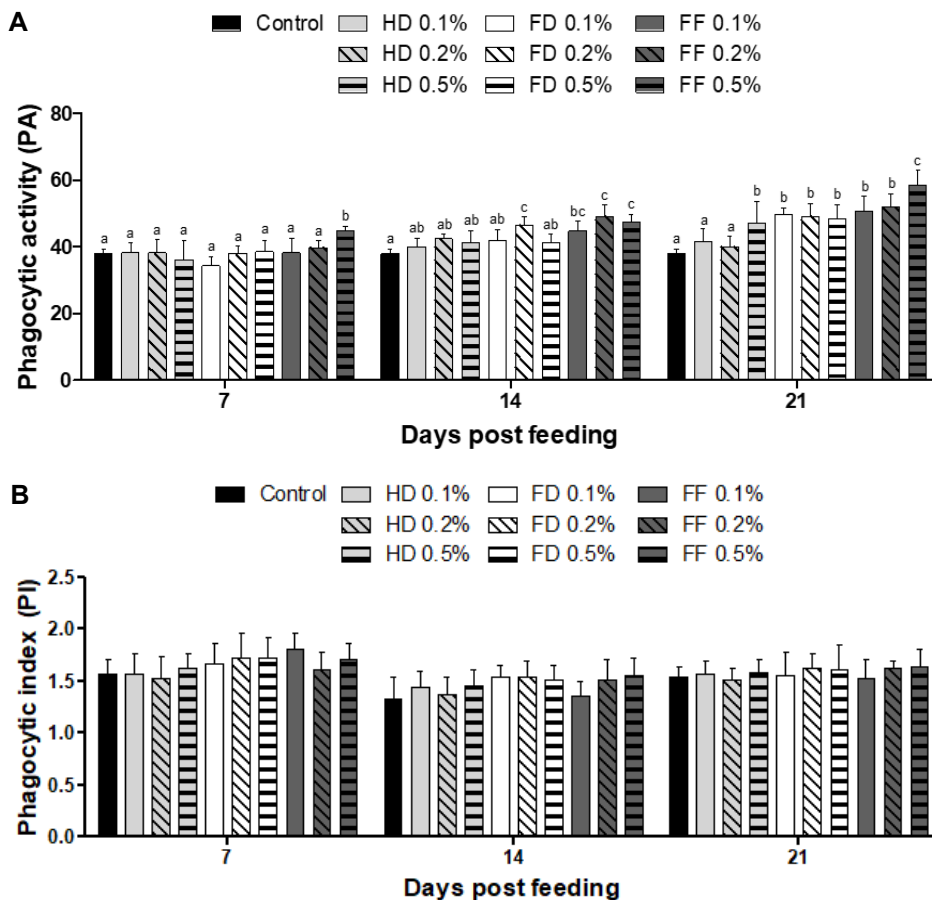 A
Control HD 0.1% FD 0.1% FF 0.1%
HD 0.2% FD 0.2% FF 0.2%
HD 0.5% FD 0.5% FF 0.5%
Phagocytic activity (PA)
80
60
40
20
0
a a a a a a a a a b
a ab ab ab ab c ab bc c c
a a a b b b b b b c
7 14 21
Days post feeding
B
Control HD 0.1% FD 0.1% FF 0.1%
HD 0.2% FD 0.2% FF 0.2%
HD 0.5% FD 0.5% FF 0.5%
Phagocytic index (PI)
2.5
2.0
1.5
1.0
0.5
0.0
7 14 21
Days post feeding